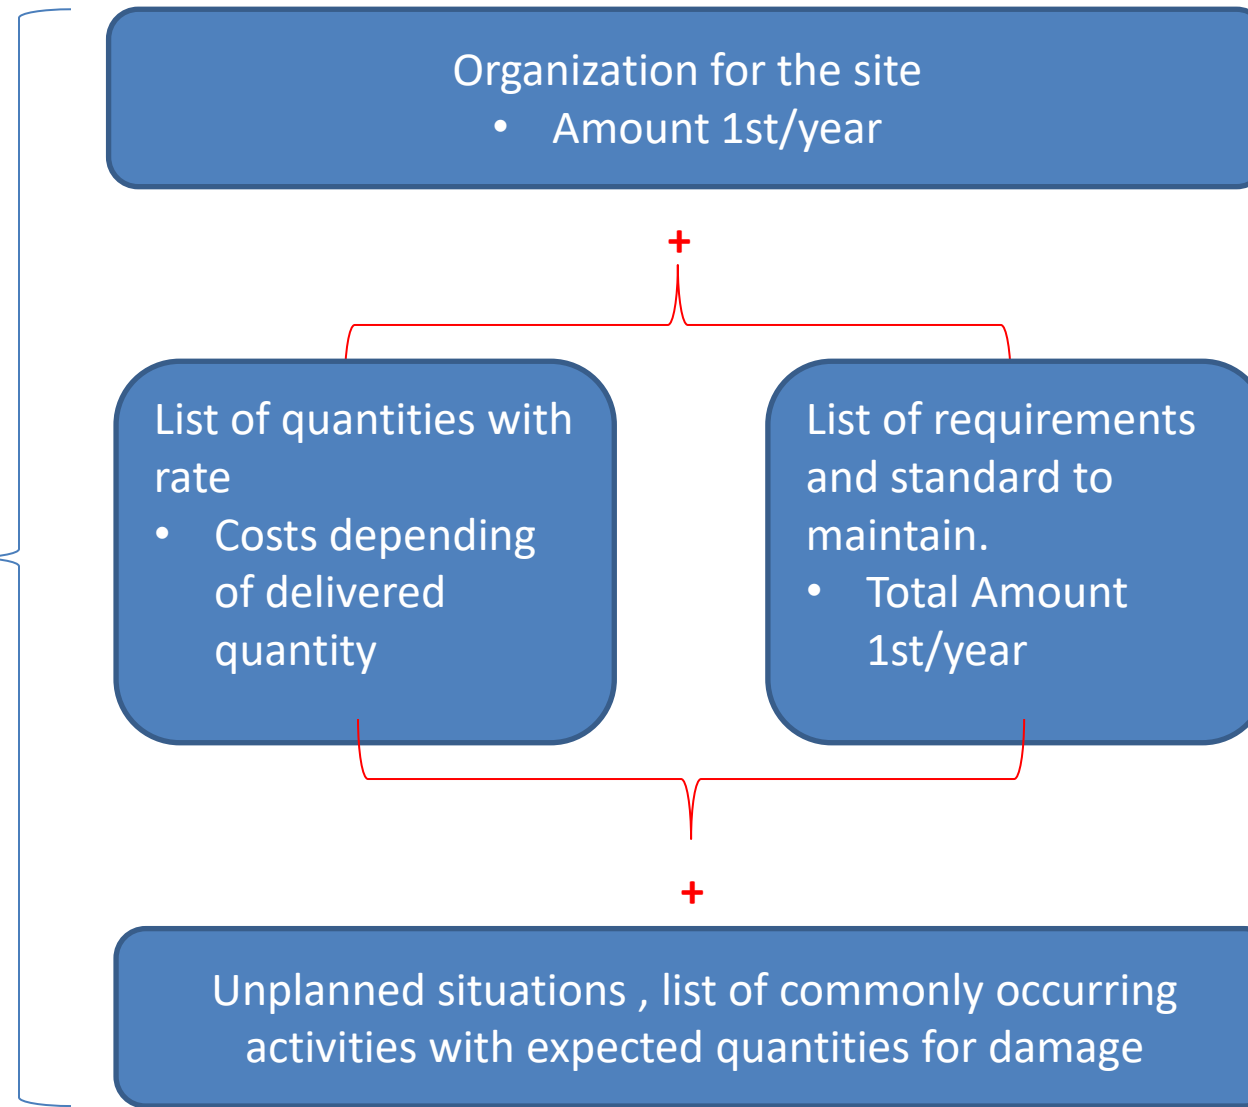 Organization for the site
• Amount 1st/year
+
List of quantities with
rate
• Costs depending
of delivered
quantity
List of requirements
and standard to
maintain.
• Total Amount
1st/year
+
Unplanned situations , list of commonly occurring
activities with expected quantities for damage